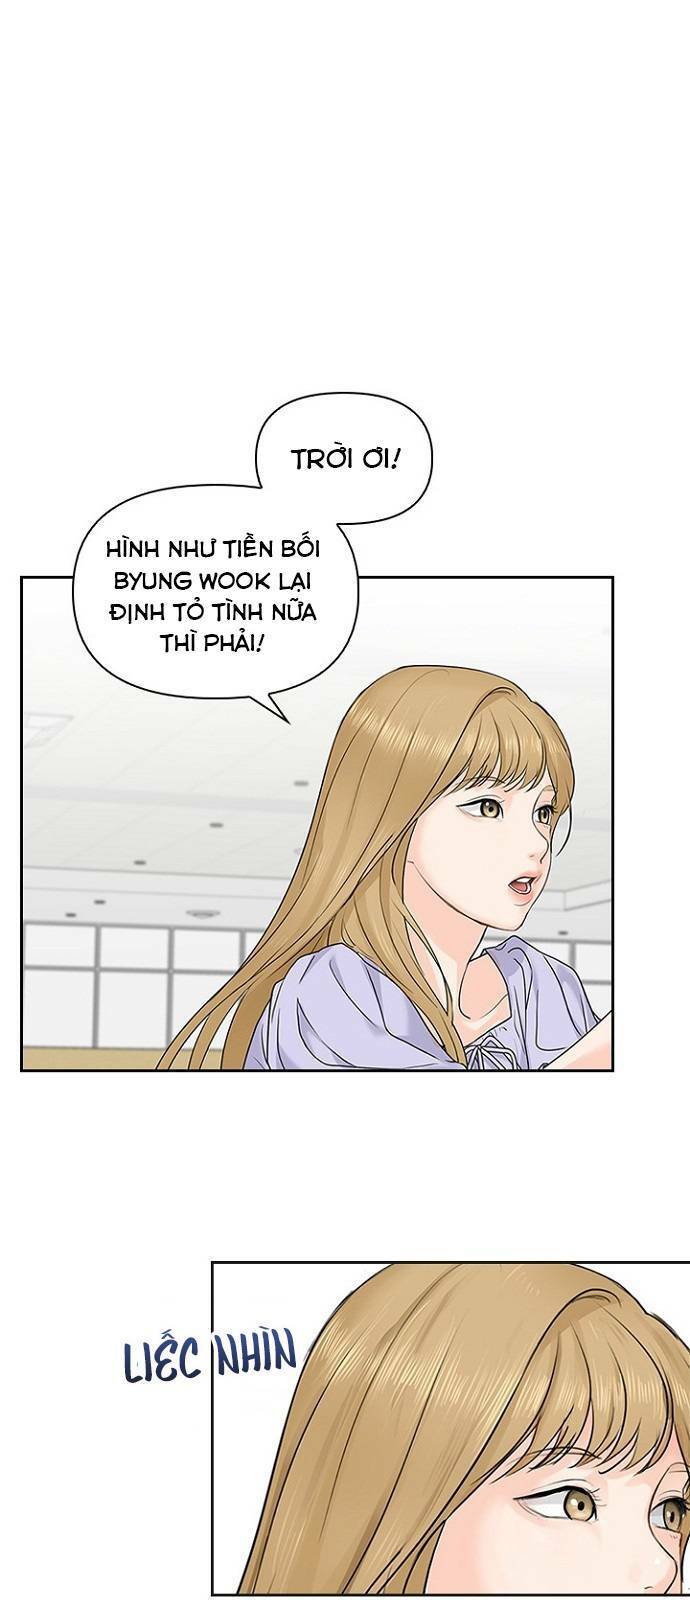 TRỜI ƠI!
HÌNH NHƯ TIỀN BỐI
BYUNG WOOK LẠI
ĐỊNH TỎ TÌNH NỮA
THÌ PHẢI!
LIẾC NHÌN